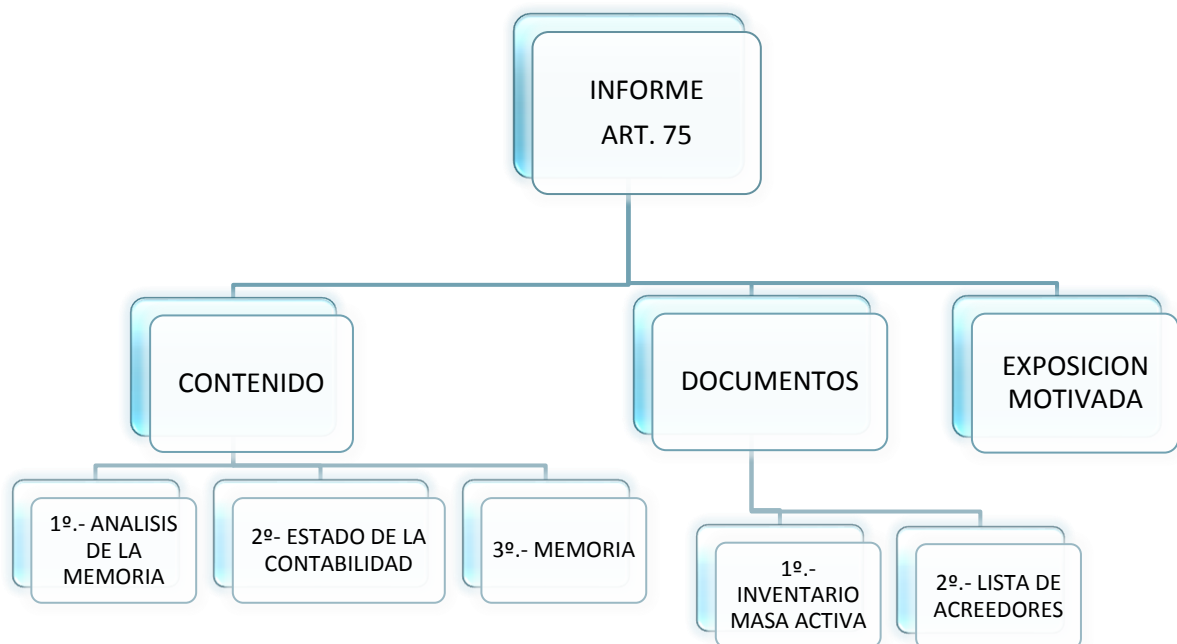 INFORME
ART. 75
CONTENIDO
DOCUMENTOS
EXPOSICION
MOTIVADA
1º.- ANALISIS
DE LA
MEMORIA
2º- ESTADO DE LA
CONTABILIDAD
3º.- MEMORIA
1º.-
INVENTARIO
MASA ACTIVA
2º.- LISTA DE
ACREEDORES